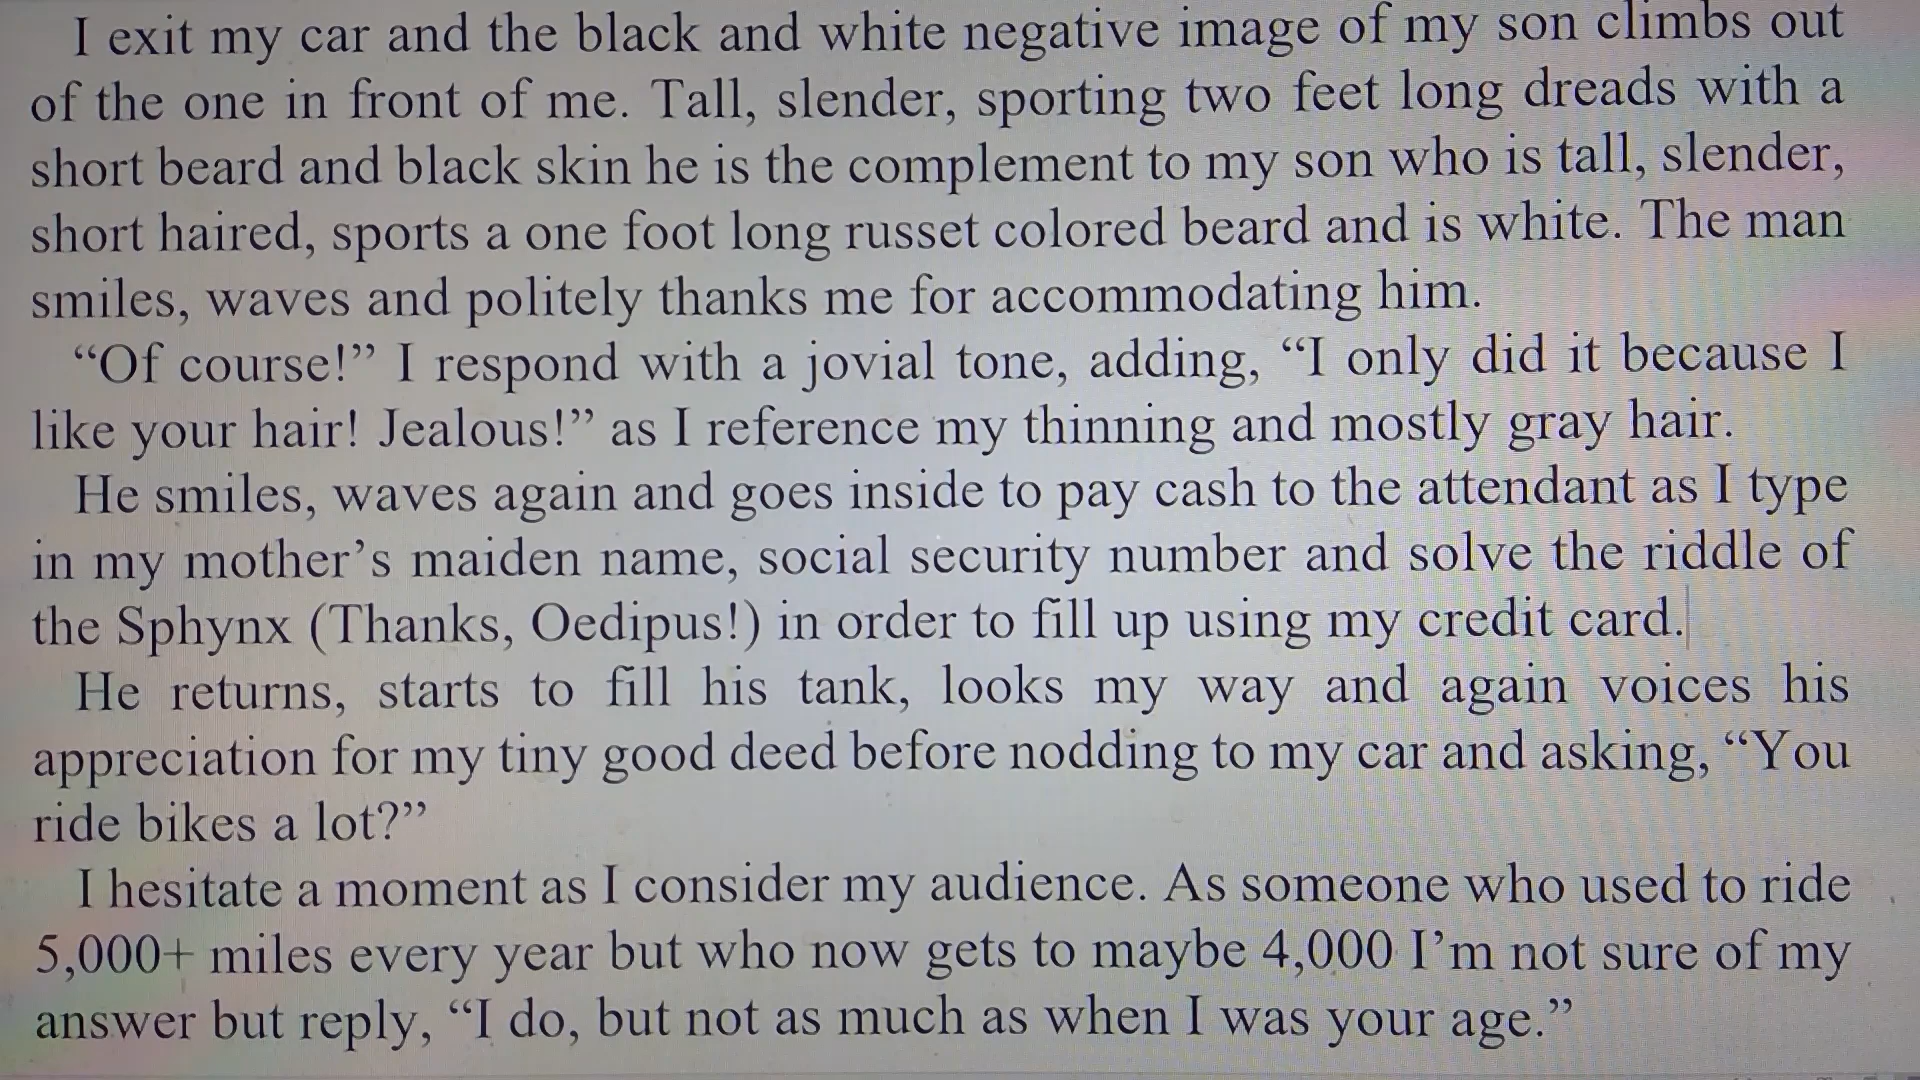 I exit my car and the black and white negative image of my son climbs out
of the one in front of me. Tall, slender, sporting two feet long dreads with a
short beard and black skin he is the complement to my son who is tall, slender,
short haired, sports a one foot long russet colored beard and is white. The man
smiles, waves and politely thanks me for accommodating him.
“Of course!” I respond with a jovial tone, adding, “I only did it because I
like your hair! Jealous!” as I reference my thinning and mostly gray hair.
He smiles, waves again and goes inside to pay cash to the attendant as I type
in my mother’s maiden name, social security number and solve the riddle of
the Sphynx (Thanks, Oedipus!) in order to fill up using my credit card.
He returns, starts to fill his tank, looks my way and again voices his
appreciation for my tiny good deed before nodding to my car and asking, “You
ride bikes a lot?”
I hesitate a moment as I consider my audience. As someone who used to ride
5,000+ miles every year but who now gets to maybe 4,000 I’m not sure of my
answer but reply, “I do, but not as much as when I was your age.”